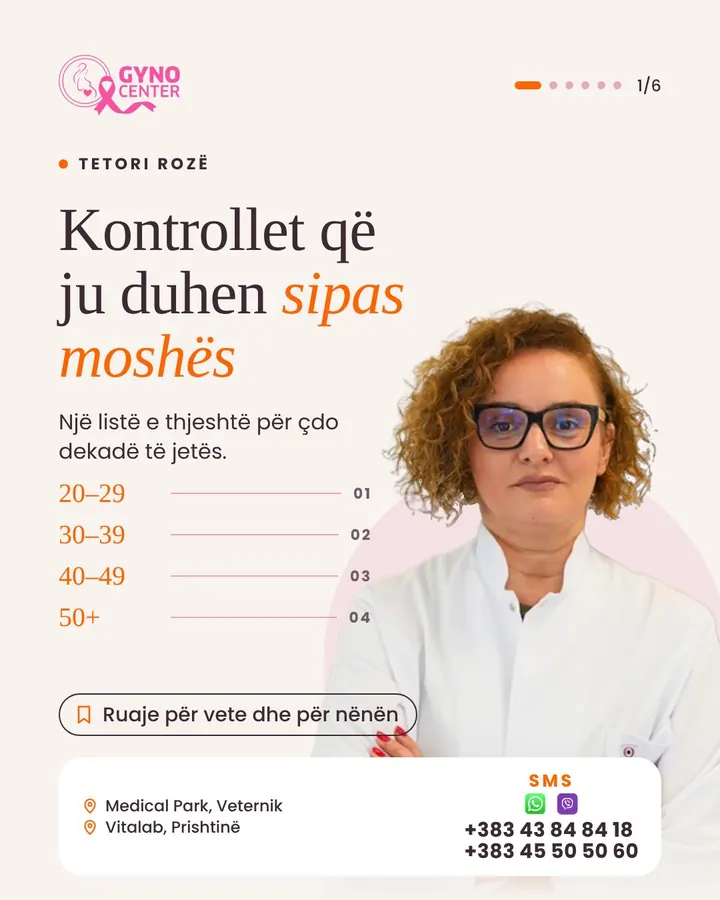 GYNO
CENTER
1/6
TETORI ROZË
Kontrollet që
ju duhen sipas
moshës
Një listë e thjeshtë për çdo
dekadë të jetës.
20–29 01
30–39 02
40–49 03
50+ 04
Ruaje për vete dhe për nënën
Medical Park, Veternik
Vitalab, Prishtinë
SMS
+383 43 84 84 18
+383 45 50 50 60